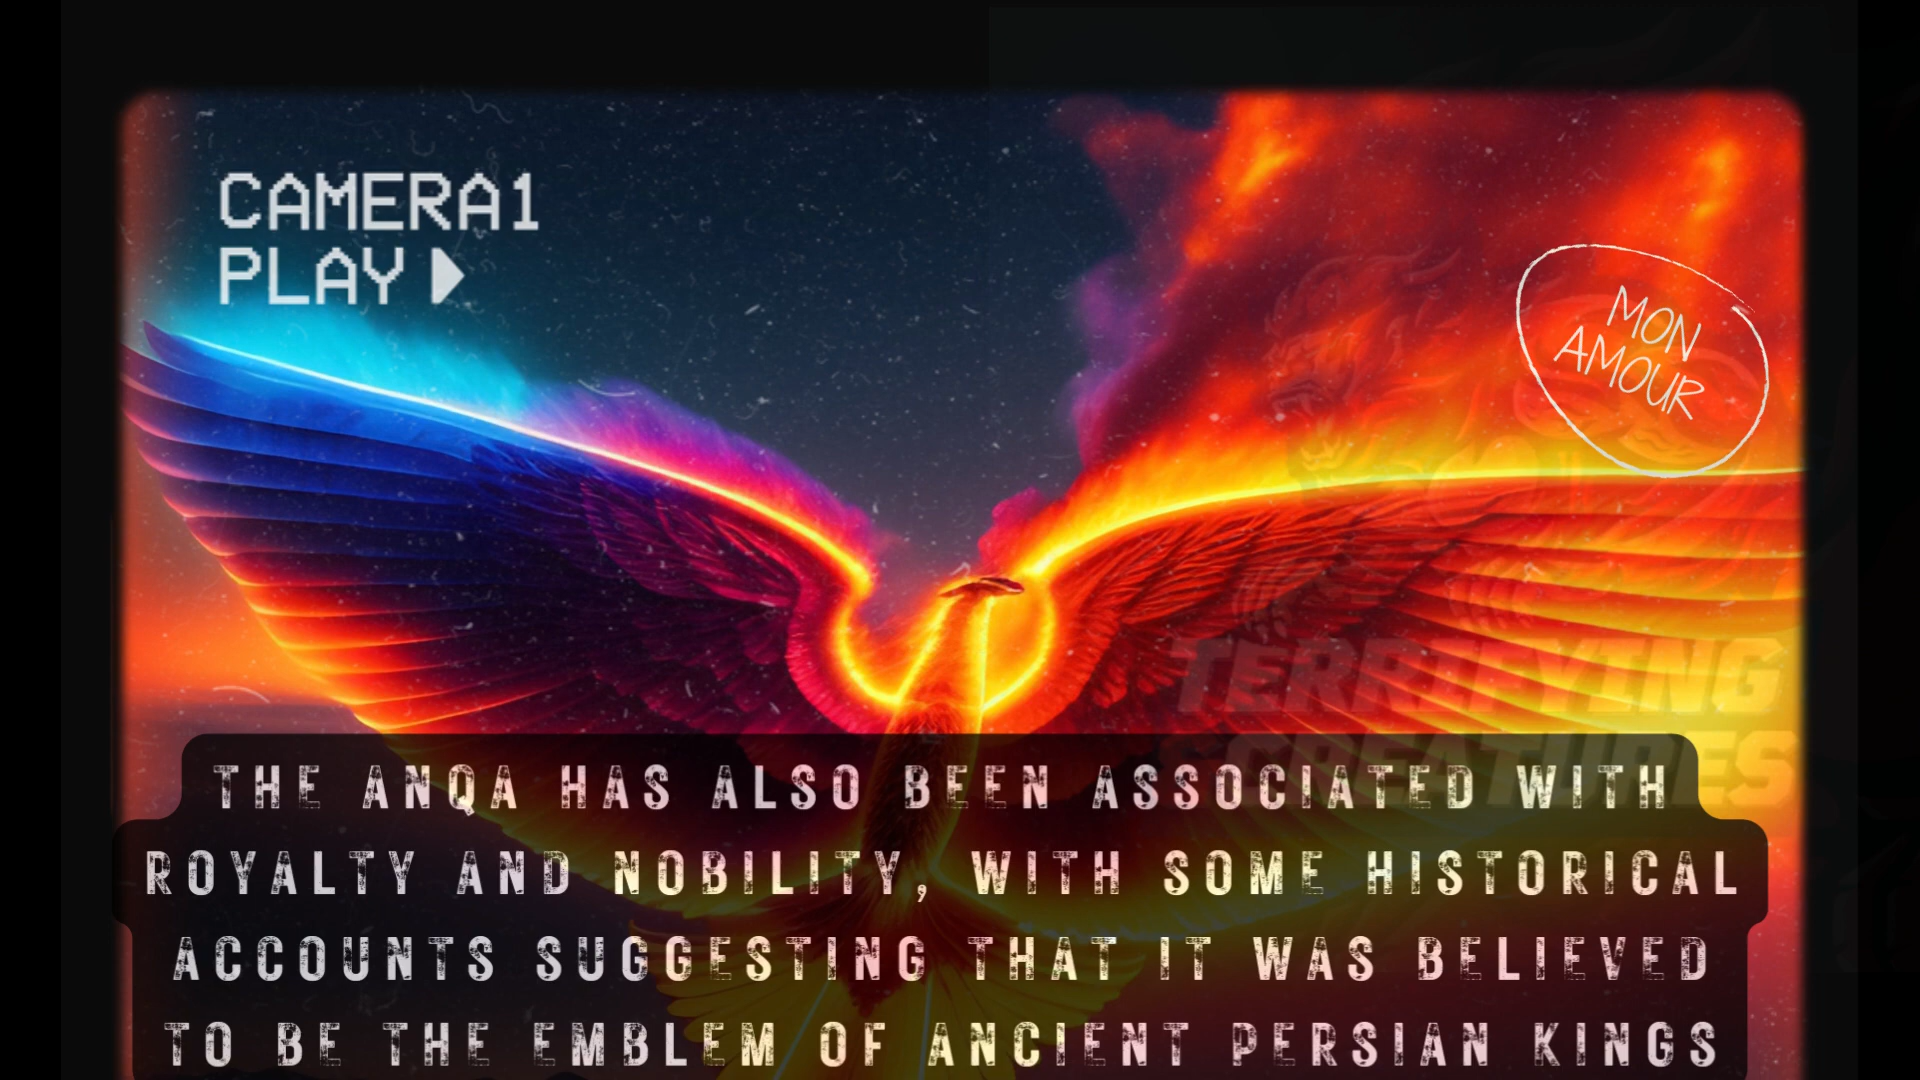 CAMERA1
PLAY
MON
AMOUR
TERRIFYING
CREATURES
THE ANQA HAS ALSO BEEN ASSOCIATED WITH
ROYALTY AND NOBILITY, WITH SOME HISTORICAL
ACCOUNTS SUGGESTING THAT IT WAS BELIEVED
TO BE THE EMBLEM OF ANCIENT PERSIAN KINGS